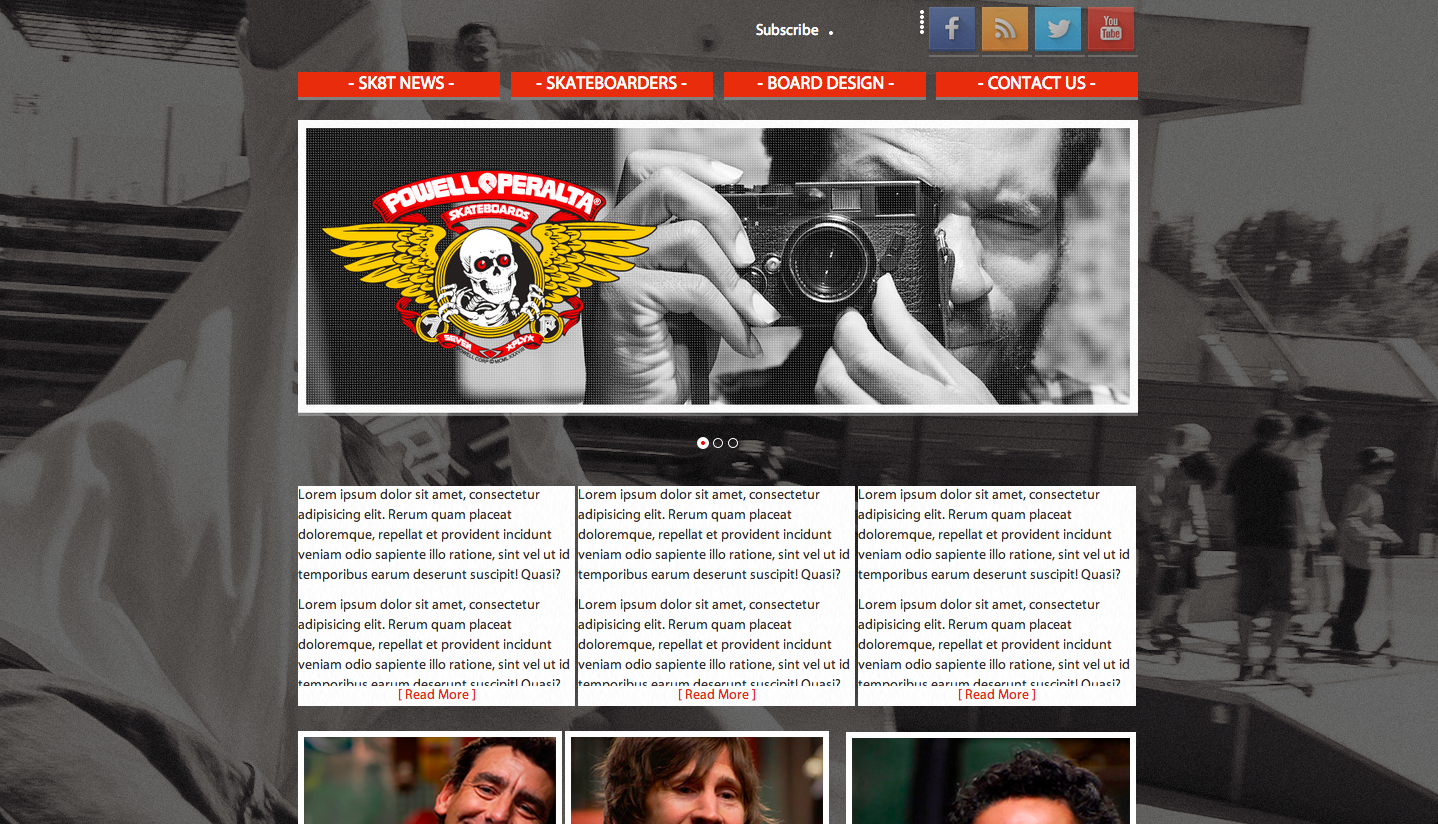 Subscribe
You
Tube
- SK8T NEWS -
- SKATEBOARDERS -
- BOARD DESIGN -
- CONTACT US -
POWELL PERALTA®
SKATEBOARDS
SEVEN
POWELL CORP © MCML XXXVIII
Lorem ipsum dolor sit amet, consectetur
adipisicing elit. Rerum quam placeat
doloremque, repellat et provident incidunt
veniam odio sapiente illo ratione, sint vel ut id
temporibus earum deserunt suscipit! Quasi?
Lorem ipsum dolor sit amet, consectetur
adipisicing elit. Rerum quam placeat
doloremque, repellat et provident incidunt
veniam odio sapiente illo ratione, sint vel ut id
temporibus earum deserunt suscipit! Quasi?
[ Read More ]
Lorem ipsum dolor sit amet, consectetur
adipisicing elit. Rerum quam placeat
doloremque, repellat et provident incidunt
veniam odio sapiente illo ratione, sint vel ut id
temporibus earum deserunt suscipit! Quasi?
Lorem ipsum dolor sit amet, consectetur
adipisicing elit. Rerum quam placeat
doloremque, repellat et provident incidunt
veniam odio sapiente illo ratione, sint vel ut id
temporibus earum deserunt suscipit! Quasi?
[ Read More ]
Lorem ipsum dolor sit amet, consectetur
adipisicing elit. Rerum quam placeat
doloremque, repellat et provident incidunt
veniam odio sapiente illo ratione, sint vel ut id
temporibus earum deserunt suscipit! Quasi?
Lorem ipsum dolor sit amet, consectetur
adipisicing elit. Rerum quam placeat
doloremque, repellat et provident incidunt
veniam odio sapiente illo ratione, sint vel ut id
temporibus earum deserunt suscipit! Quasi?
[ Read More ]